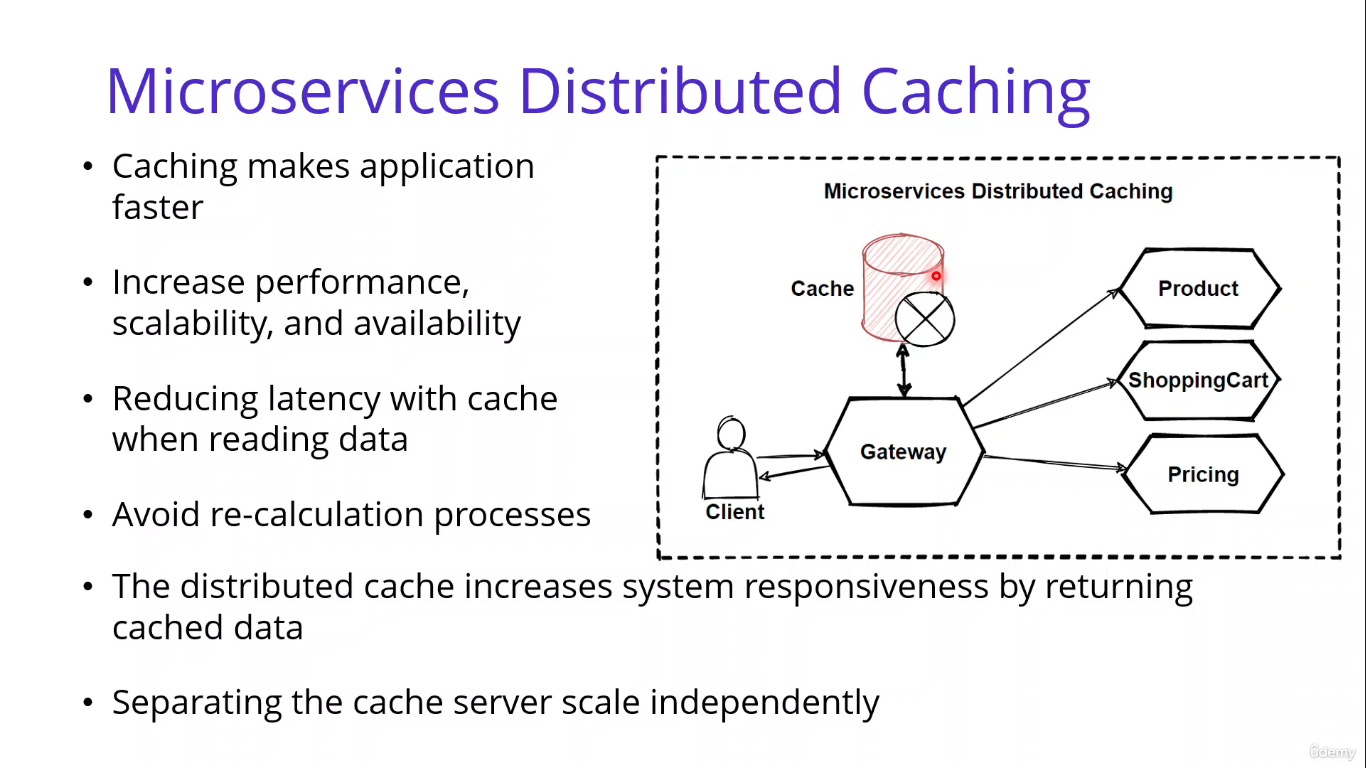 Microservices Distributed Caching
• Caching makes application
faster
• Increase performance,
scalability, and availability
• Reducing latency with cache
when reading data
• Avoid re-calculation processes
• The distributed cache increases system responsiveness by returning
cached data
• Separating the cache server scale independently
Microservices Distributed Caching
Cache
Product
ShoppingCart
Gateway
Pricing
Client
ûdemy